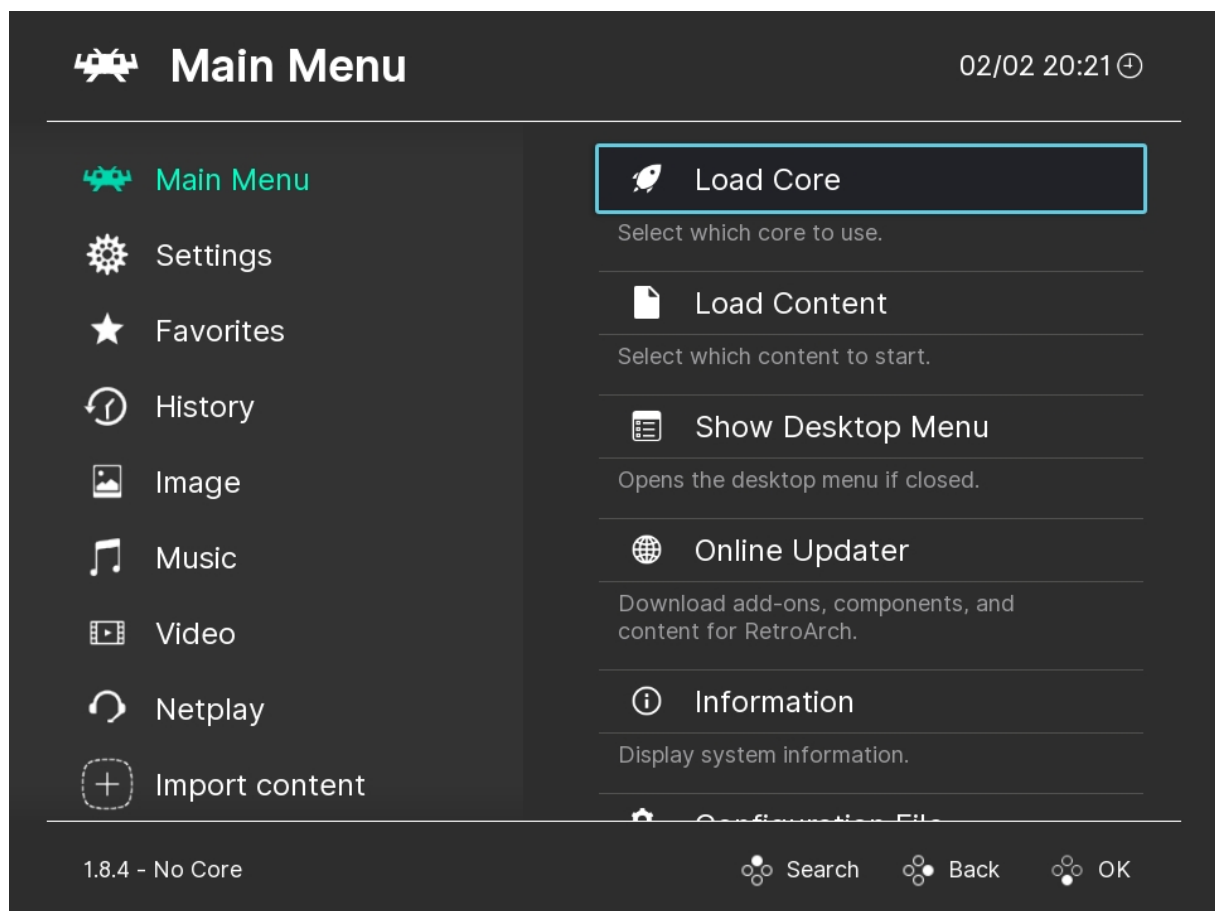 Main Menu
02/02 20:21
Main Menu
Settings
Favorites
History
Image
Music
Video
Netplay
Import content
Load Core
Select which core to use.
Load Content
Select which content to start.
Show Desktop Menu
Opens the desktop menu if closed.
Online Updater
Download add-ons, components, and
content for RetroArch.
Information
Display system information.
Configuration File
1.8.4 - No Core
Search
Back
OK